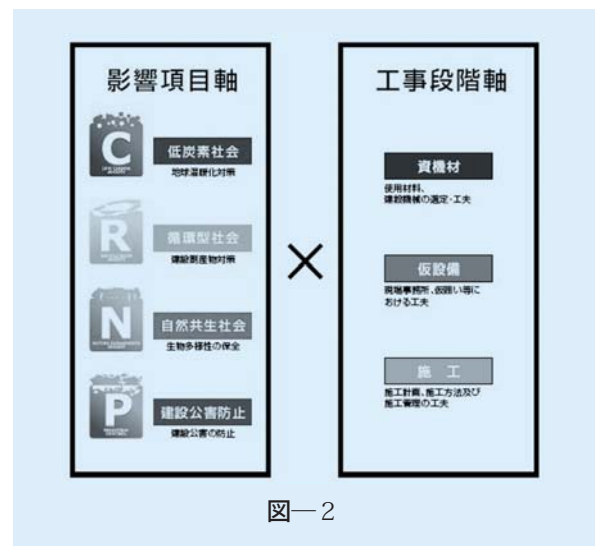 影響項目軸
C
低炭素社会
地球温暖化対策
R
循環型社会
建設副産物対策
N
自然共生社会
生物多様性の保全
P
建設公害防止
建設公害の防止
×
工事段階軸
資機材
使用材料、
建設機械の選定・工夫
仮設備
現場事務所、仮囲い等に
おける工夫
施 工
施工計画、施工方法及び
施工管理の工夫
図―2